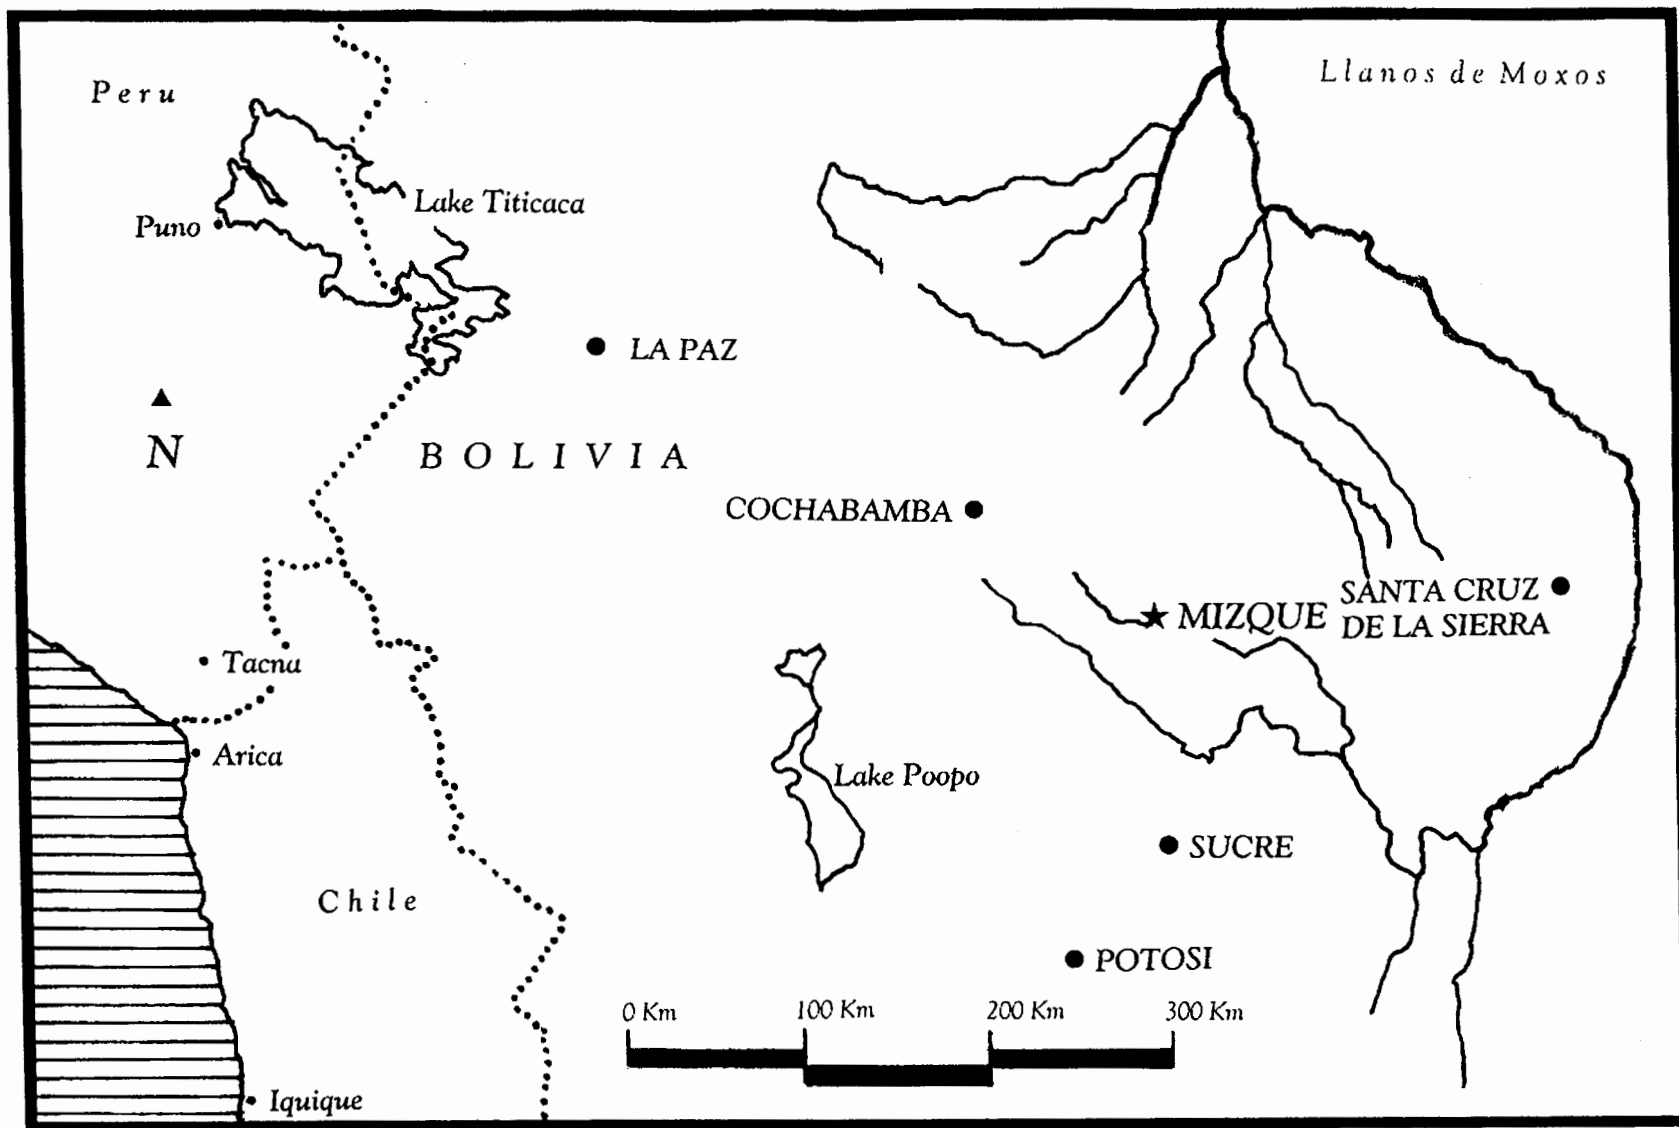 Peru
Llanos de Moxos
Lake Titicaca
Puno
LA PAZ
N
BOLIVIA
COCHABAMBA
SANTA CRUZ
DE LA SIERRA
MIZQUE
Tacna
Arica
Lake Poopo
SUCRE
Chile
POTOSI
0 Km
100 Km
200 Km
300 Km
Iquique